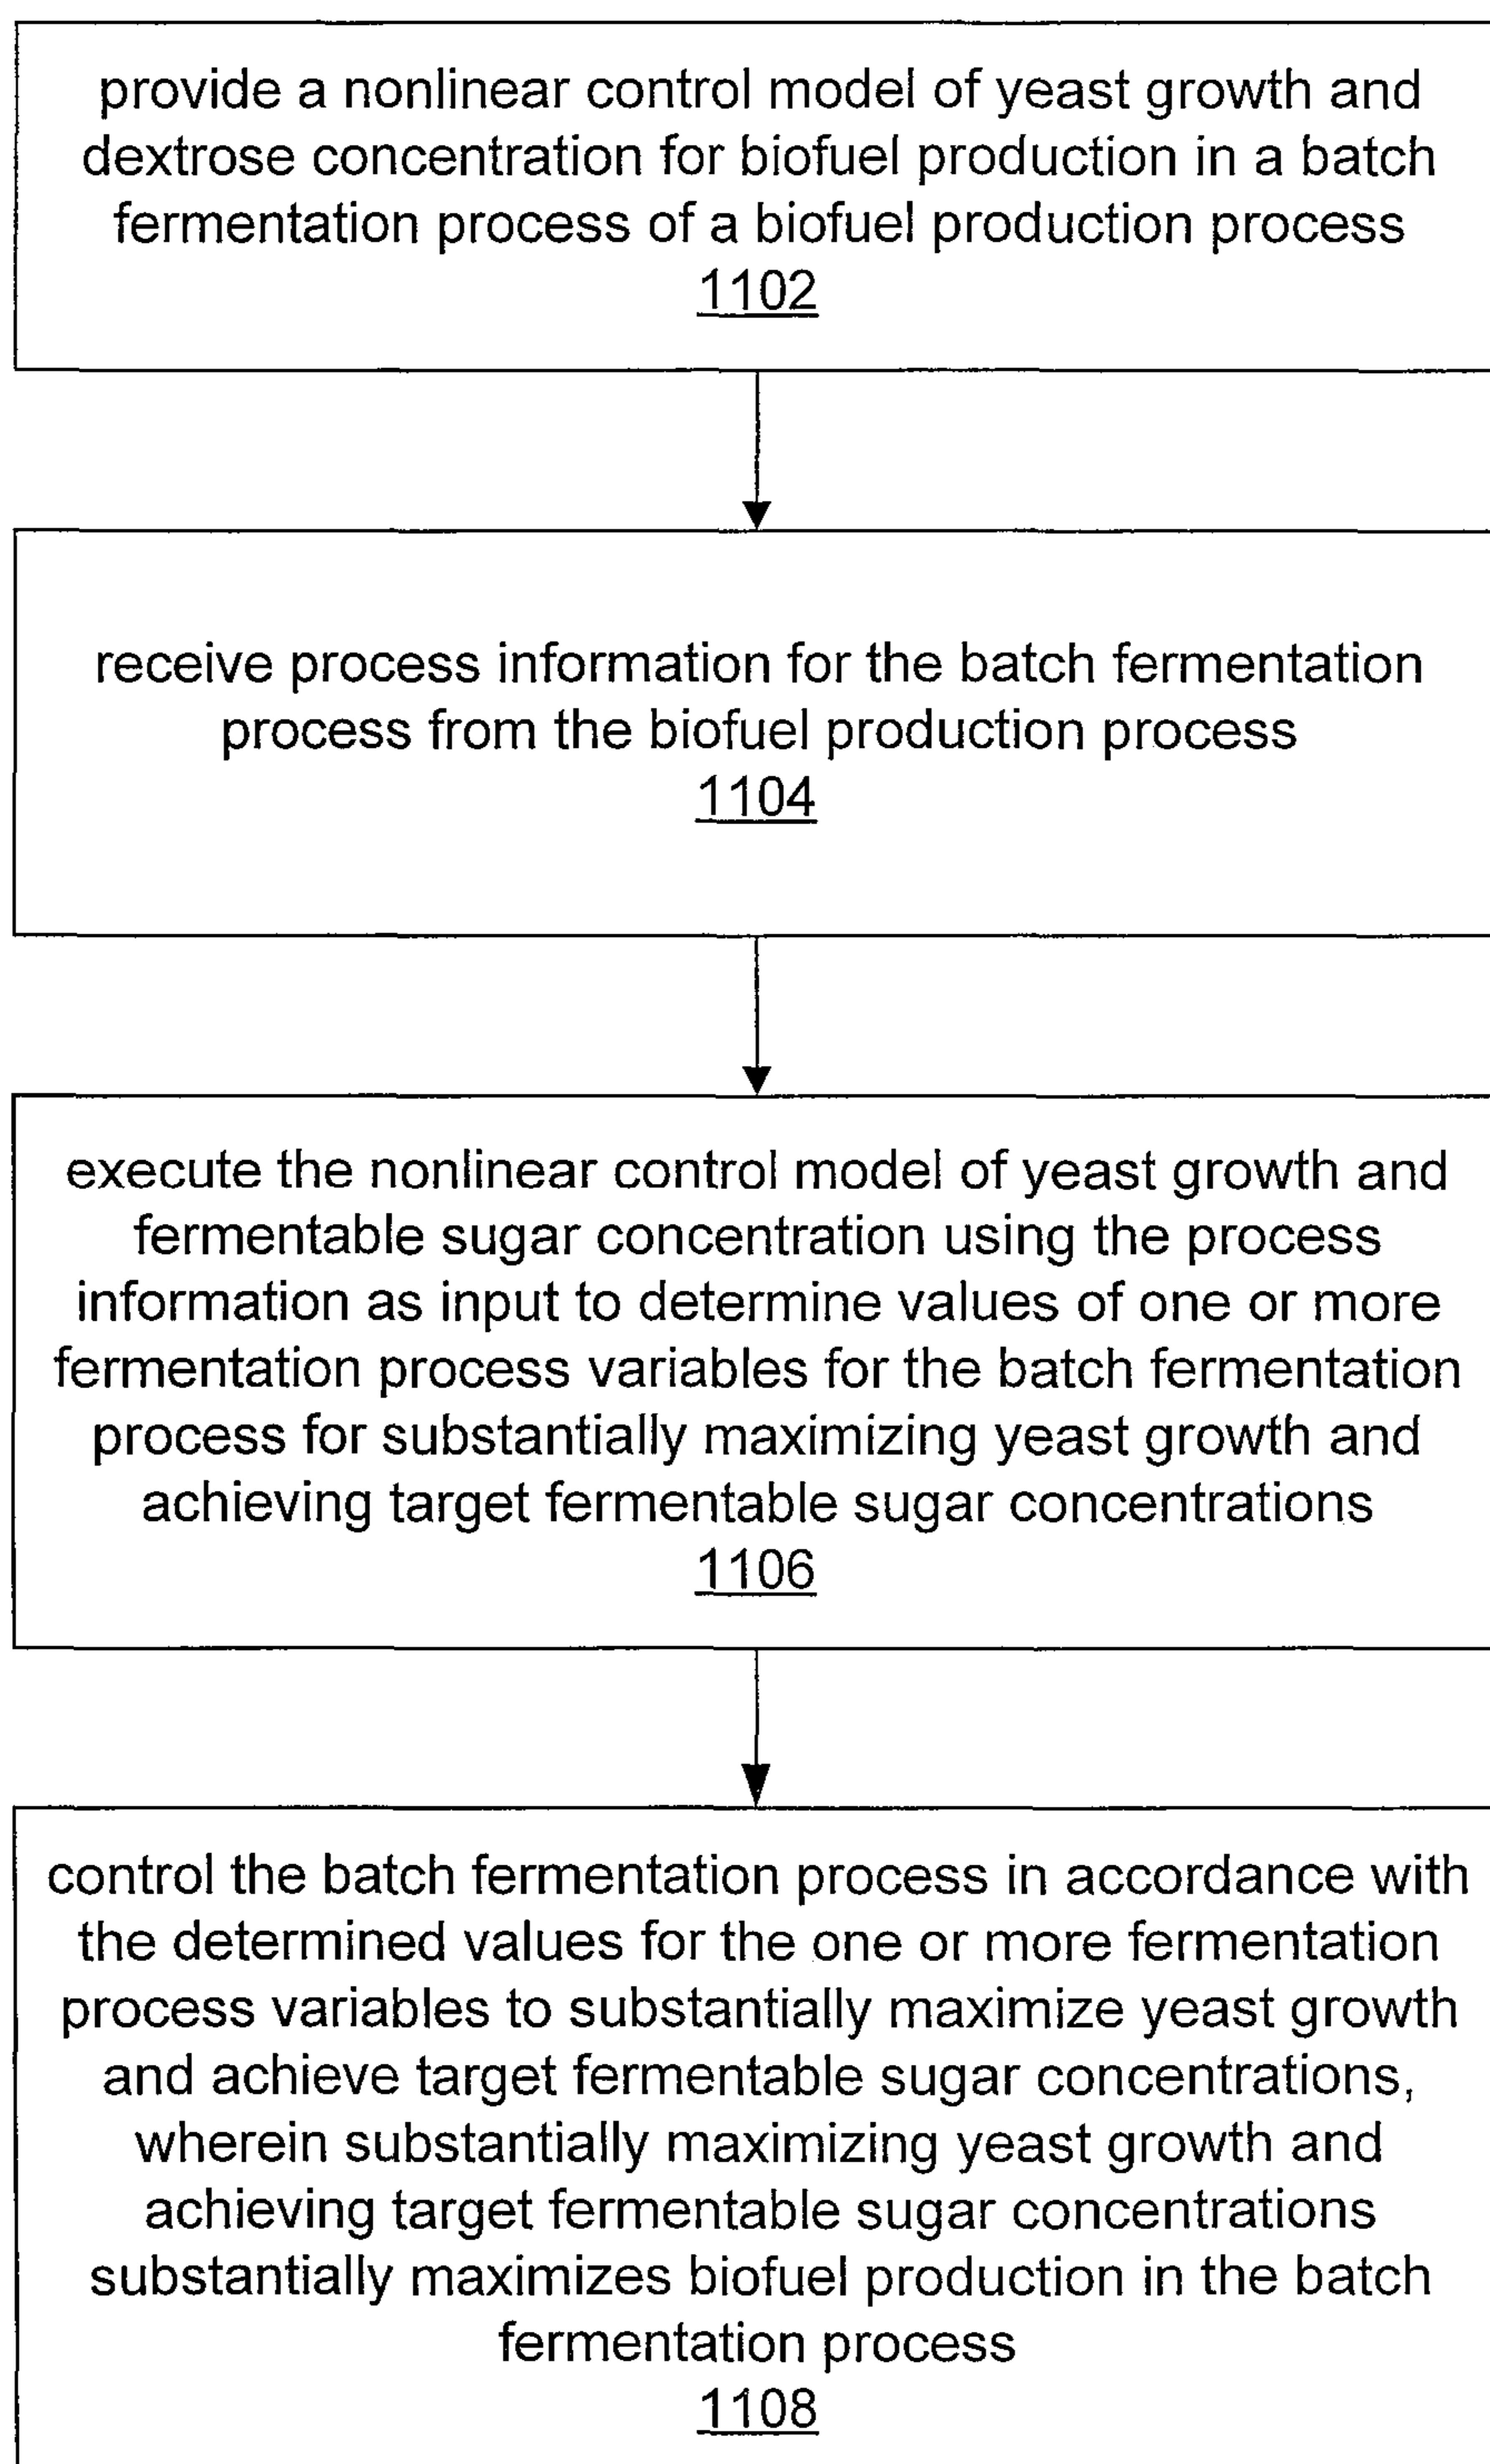 provide a nonlinear control model of yeast growth and
dextrose concentration for biofuel production in a batch
fermentation process of a biofuel production process
1102
receive process information for the batch fermentation
process from the biofuel production process
1104
execute the nonlinear control model of yeast growth and
fermentable sugar concentration using the process
information as input to determine values of one or more
fermentation process variables for the batch fermentation
process for substantially maximizing yeast growth and
achieving target fermentable sugar concentrations
1106
control the batch fermentation process in accordance with
the determined values for the one or more fermentation
process variables to substantially maximize yeast growth
and achieve target fermentable sugar concentrations,
wherein substantially maximizing yeast growth and
achieving target fermentable sugar concentrations
substantially maximizes biofuel production in the batch
fermentation process
1108